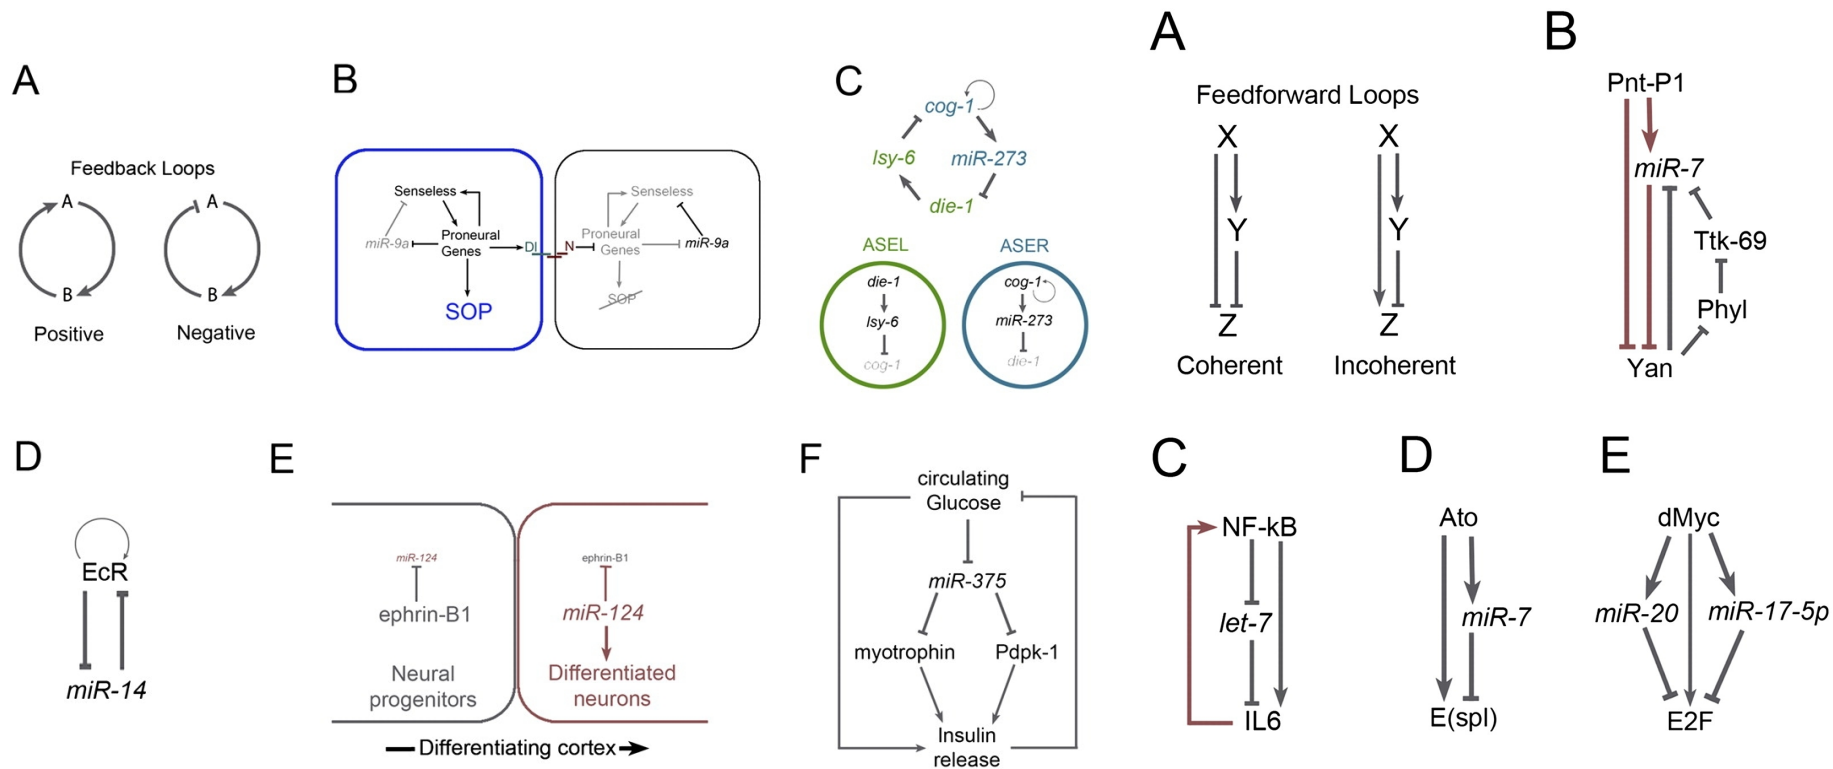 A
Feedback Loops
A
B
Positive
A
B
Negative
B
Senseless
miR-9a
Proneural
Genes
Dl
SOP
N
Senseless
Proneural
Genes
miR-9a
SOP
C
cog-1
lsy-6
miR-273
die-1
ASEL
die-1
lsy-6
cog-1
ASER
cog-1
miR-273
die-1
A
Feedforward Loops
X
Y
Z
Coherent
X
Y
Z
Incoherent
B
Pnt-P1
miR-7
Ttk-69
Phyl
Yan
D
EcR
miR-14
E
miR-124
ephrin-B1
Neural
progenitors
ephrin-B1
miR-124
Differentiated
neurons
Differentiating cortex
F
circulating
Glucose
miR-375
myotrophin
Pdpk-1
Insulin
release
C
NF-kB
let-7
IL6
D
Ato
miR-7
E(spl)
E
dMyc
miR-20
miR-17-5p
E2F